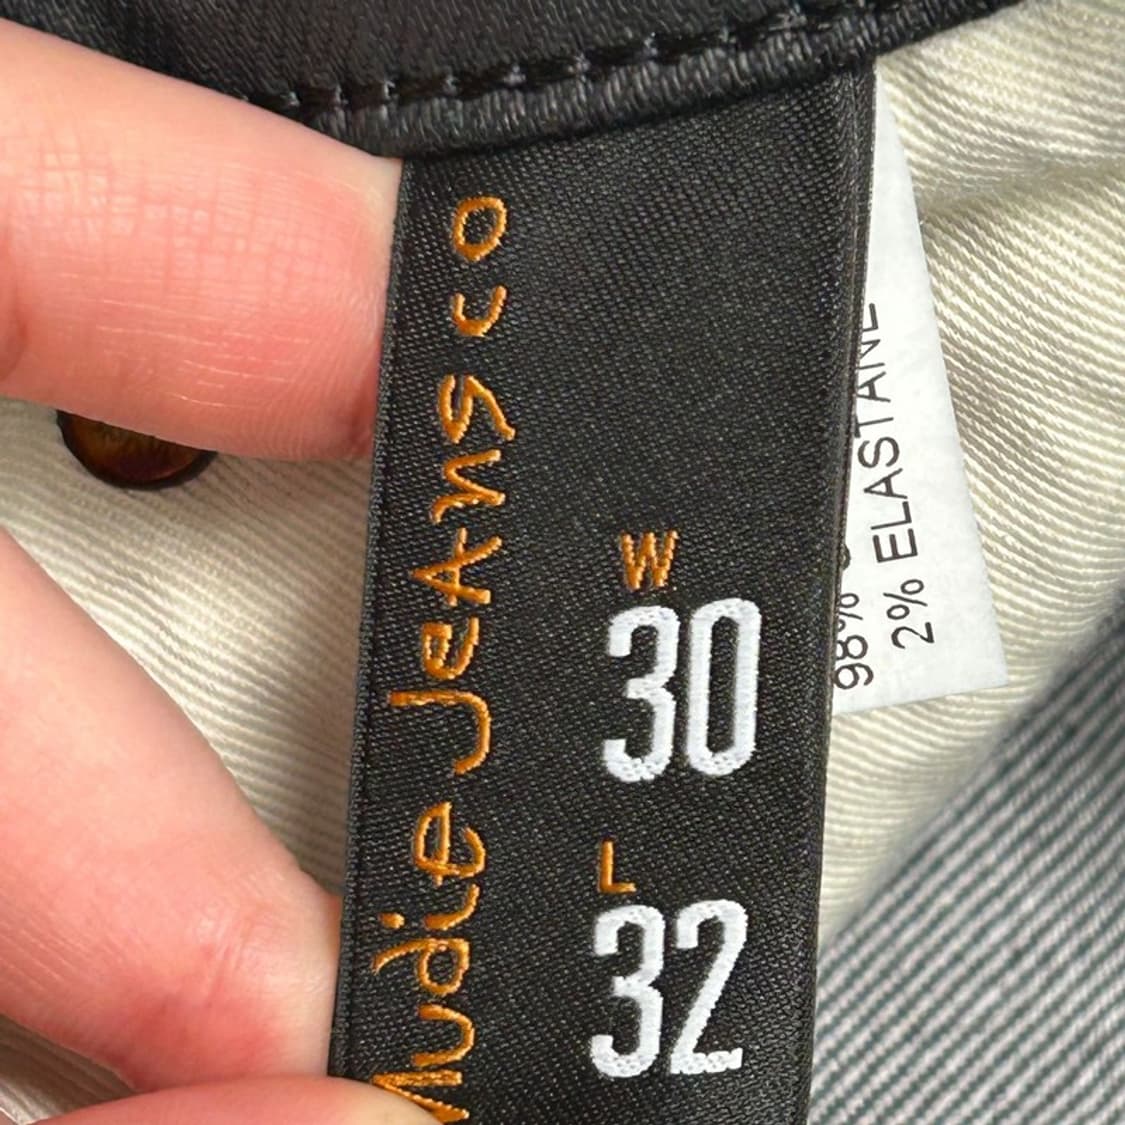 Nudie Jeans co
W
30
L
32
98%
2% ELASTANE